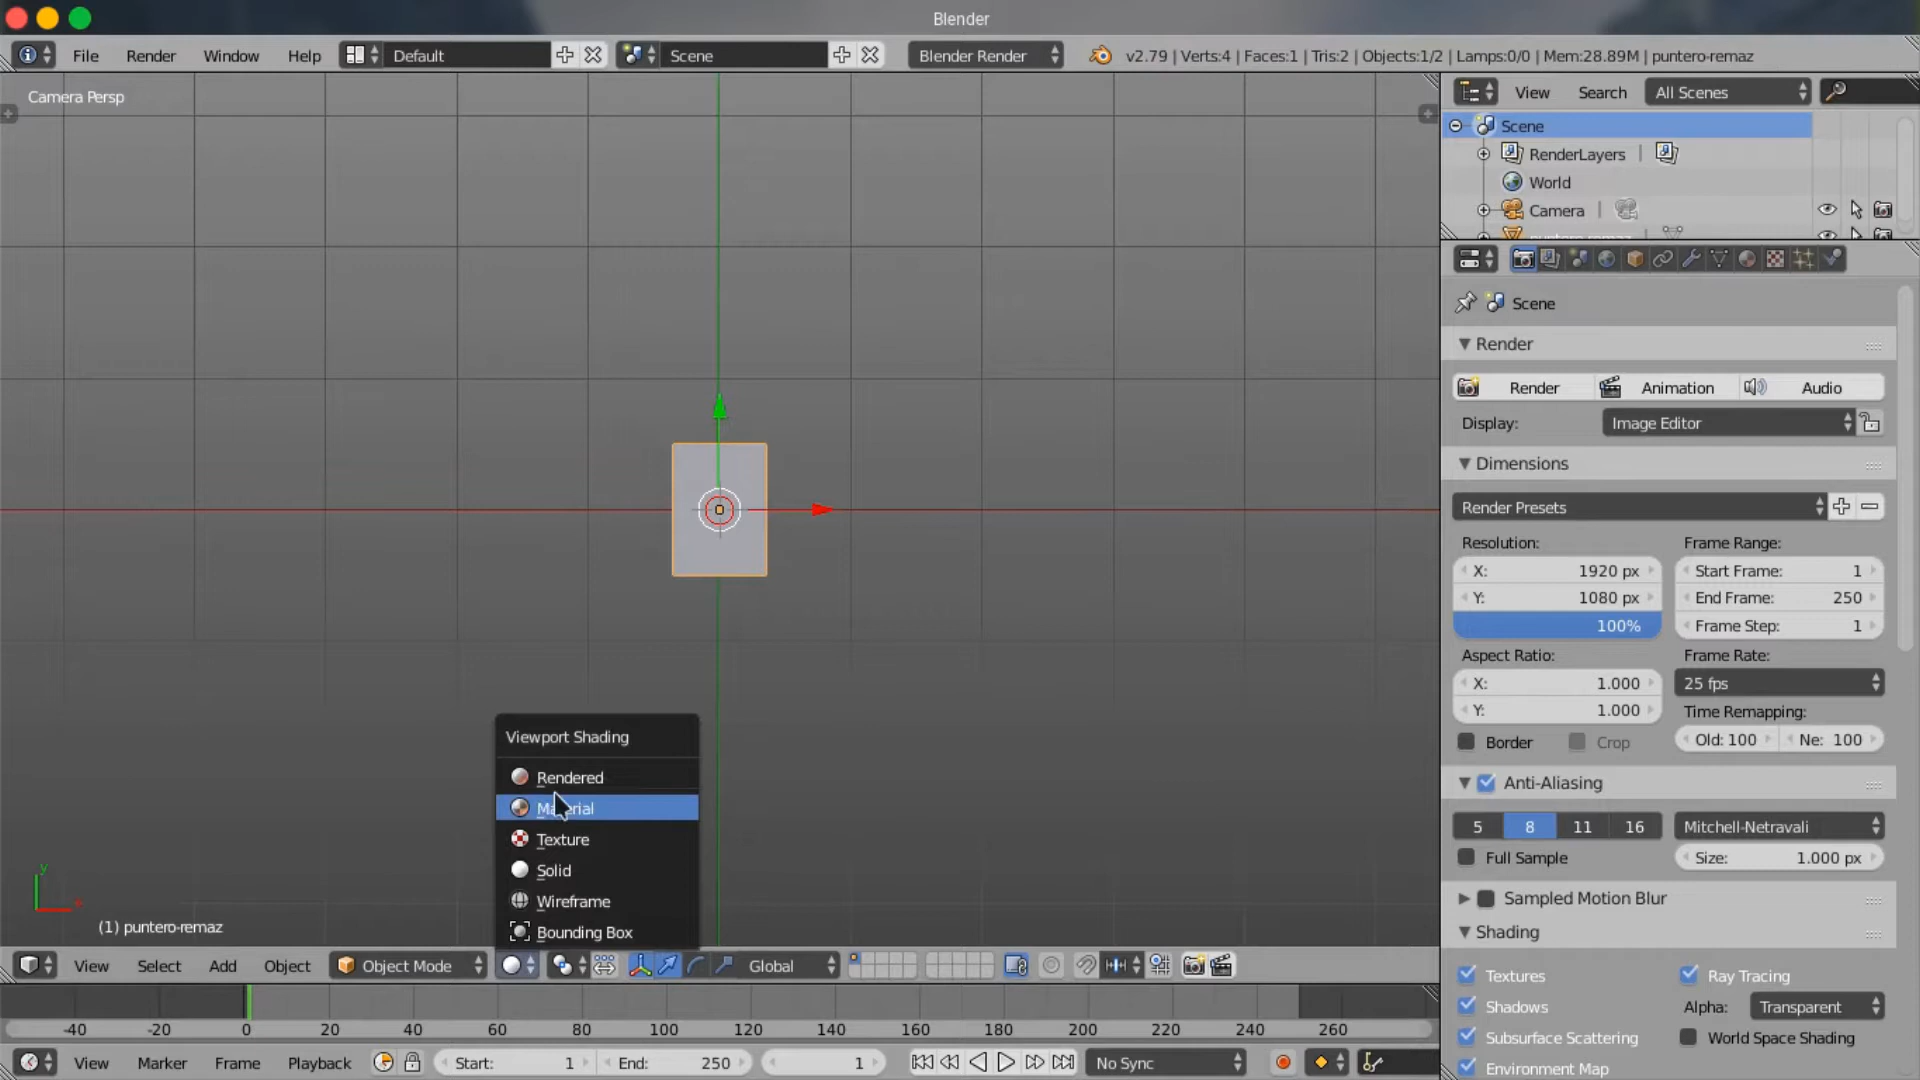 Blender
File Render Window Help Default Scene Blender Render v2.79 | Verts:4 | Faces:1 | Tris:2 | Objects:1/2 | Lamps:0/0 | Mem:28.89M | puntero-remaz
Camera Persp
View Search All Scenes
Scene
RenderLayers |
World
Camera |
puntero-remaz
Scene
Render
Render Animation Audio
Display: Image Editor
Dimensions
Render Presets
Resolution: Frame Range:
X: 1920 px Start Frame: 1
Y: 1080 px End Frame: 250
100% Frame Step: 1
Aspect Ratio: Frame Rate:
X: 1.000 25 fps
Y: 1.000 Time Remapping:
Border Crop Old: 100 Ne: 100
Anti-Aliasing
5 8 11 16 Mitchell-Netravali
Full Sample Size: 1.000 px
Sampled Motion Blur
Shading
Textures Ray Tracing
Shadows Alpha: Transparent
Subsurface Scattering World Space Shading
Environment Map
Viewport Shading
Rendered
Material
Texture
Solid
Wireframe
Bounding Box
y
(1) puntero-remaz
View Select Add Object Object Mode Global
-40 -20 0 20 40 60 80 100 120 140 160 180 200 220 240 260
View Marker Frame Playback Start: 1 End: 250 1 No Sync